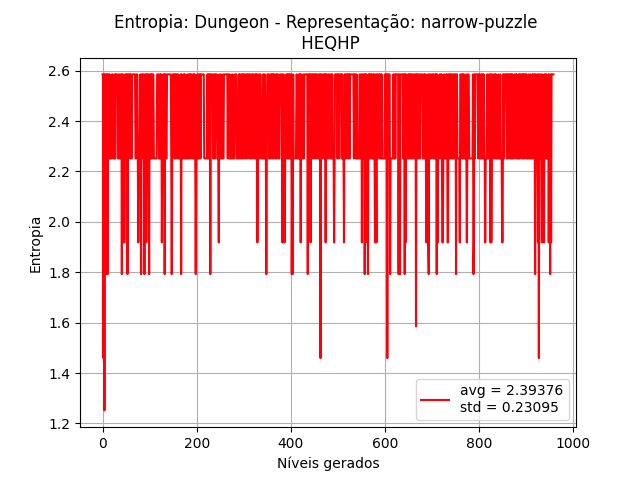 Entropia: Dungeon - Representação: narrow-puzzle
HEQHP
2.6
2.4
2.2
2.0
1.8
1.6
1.4
1.2
Entropia
avg = 2.39376
std = 0.23095
0 200 400 600 800 1000
Níveis gerados